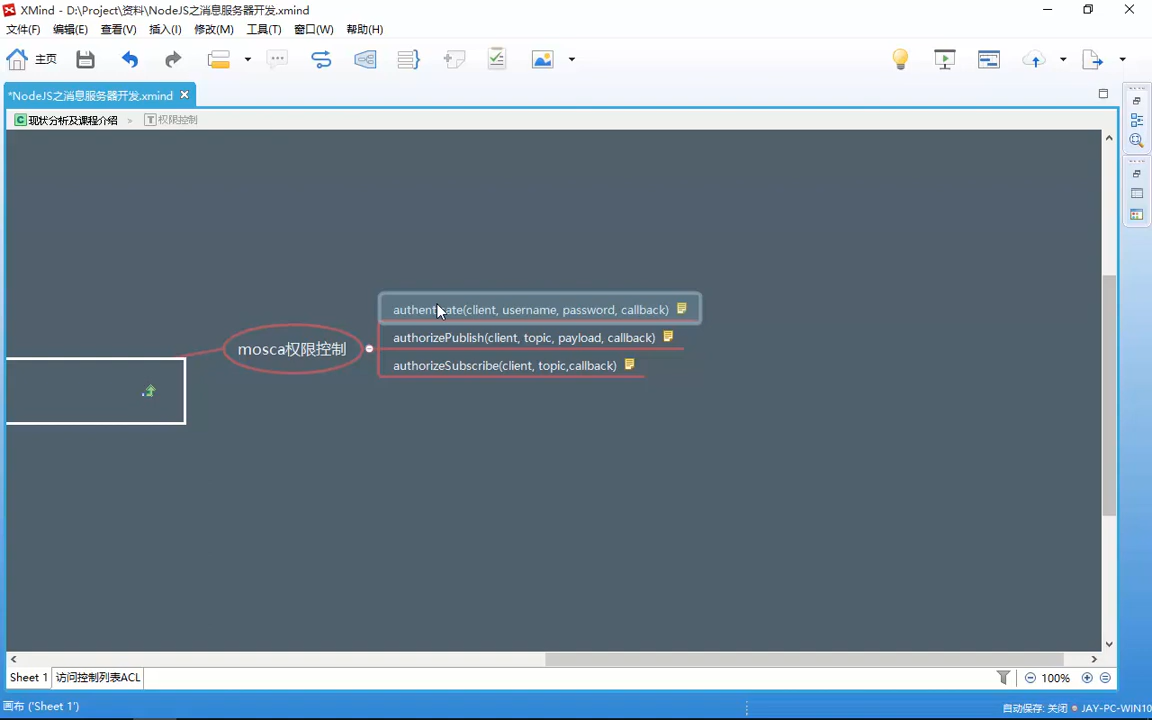 XMind - D:\Project\资料\NodeJS之消息服务器开发.xmind
文件(F) 编辑(E) 查看(V) 插入(I) 修改(M) 工具(T) 窗口(W) 帮助(H)
主页
*NodeJS之消息服务器开发.xmind
C 现状分析及课程介绍 > T 权限控制
authenticate(client, username, password, callback)
mosca权限控制
authorizePublish(client, topic, payload, callback)
authorizeSubscribe(client, topic,callback)
Sheet 1 访问控制列表ACL
100%
画布 ('Sheet 1')
自动保存: 关闭 JAY-PC-WIN10